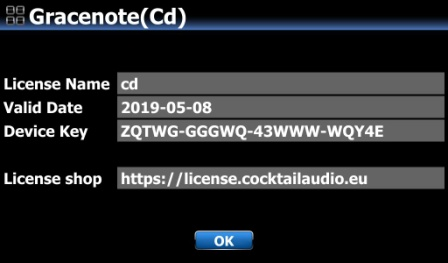 Gracenote(Cd)
License Name cd
Valid Date 2019-05-08
Device Key ZQTWG-GGGWQ-43WWW-WQY4E
License shop https://license.cocktailaudio.eu
OK